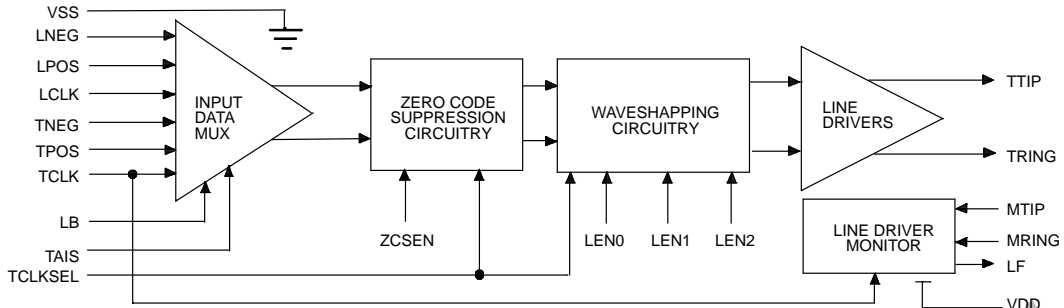 VSS
LNEG
LPOS
LCLK
TNEG
TPOS
TCLK
LB
TAIS
TCLKSEL
INPUT
DATA
MUX
ZERO CODE
SUPPRESSION
CIRCUITRY
ZCSEN
WAVESHAPPING
CIRCUITRY
LEN0
LEN1
LEN2
LINE
DRIVERS
TTIP
TRING
LINE DRIVER
MONITOR
MTIP
MRING
LF
VDD